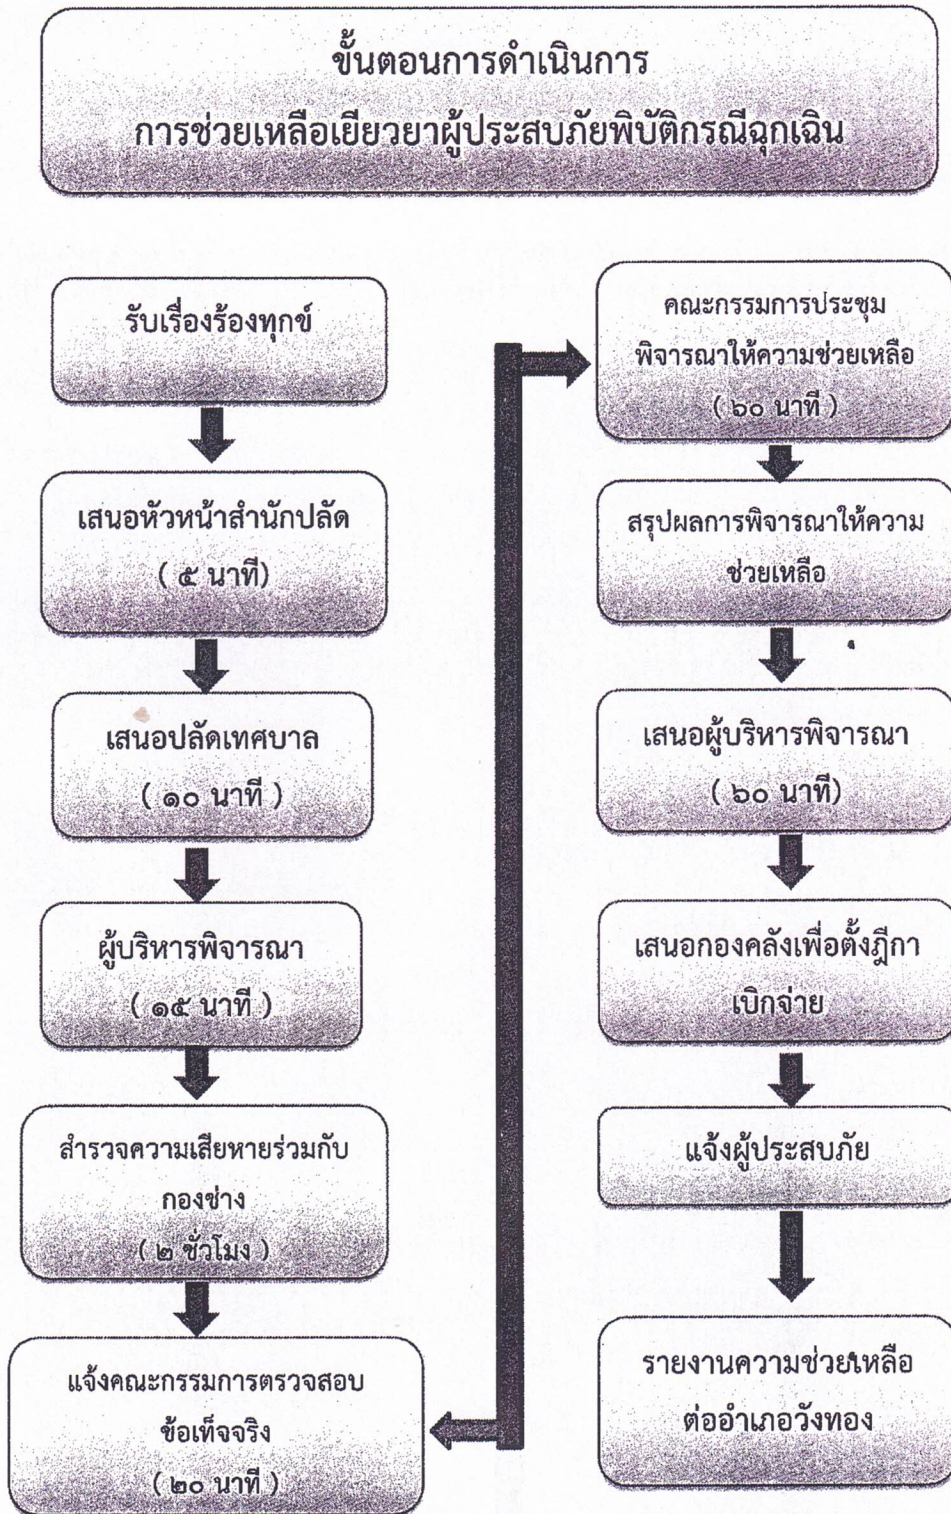 ขั้นตอนการดำเนินการ
การช่วยเหลือเยียวยาผู้ประสบภัยพิบัติกรณีฉุกเฉิน
รับเรื่องร้องทุกข์
เสนอหัวหน้าสำนักปลัด
( ๕ นาที)
เสนอปลัดเทศบาล
( ๑๐ นาที )
ผู้บริหารพิจารณา
( ๑๕ นาที )
สำรวจความเสียหายร่วมกับ
กองช่าง
( ๒ ชั่วโมง )
แจ้งคณะกรรมการตรวจสอบ
ข้อเท็จจริง
( ๒๐ นาที )
คณะกรรมการประชุม
พิจารณาให้ความช่วยเหลือ
( ๖๐ นาที )
สรุปผลการพิจารณาให้ความ
ช่วยเหลือ
เสนอผู้บริหารพิจารณา
( ๖๐ นาที)
เสนอกองคลังเพื่อตั้งฎีกา
เบิกจ่าย
แจ้งผู้ประสบภัย
รายงานความช่วยเหลือ
ต่ออำเภอวังทอง